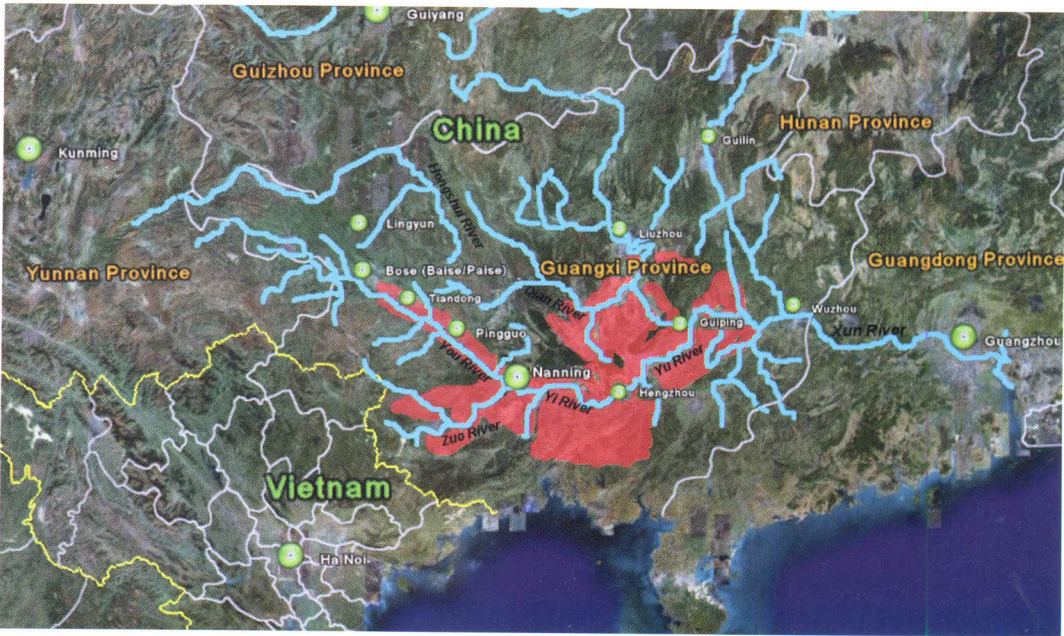 Guiyang
Guizhou Province
China
Hunan Province
Guilin
Kunming
Hongshui River
Lingyun
Liuzhou
Yunnan Province
Bose (Baise/Paise)
Guangxi Province
Guangdong Province
Tiandong
Qian River
Wuzhou
Pingguo
Guiping
Xun River
Guangzhou
You River
Nanning
Yu River
Yi River
Hengzhou
Zuo River
Vietnam
Ha Noi